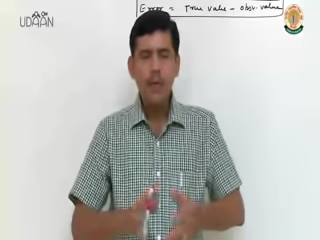 UDAAN
Error = True value - obsv. value